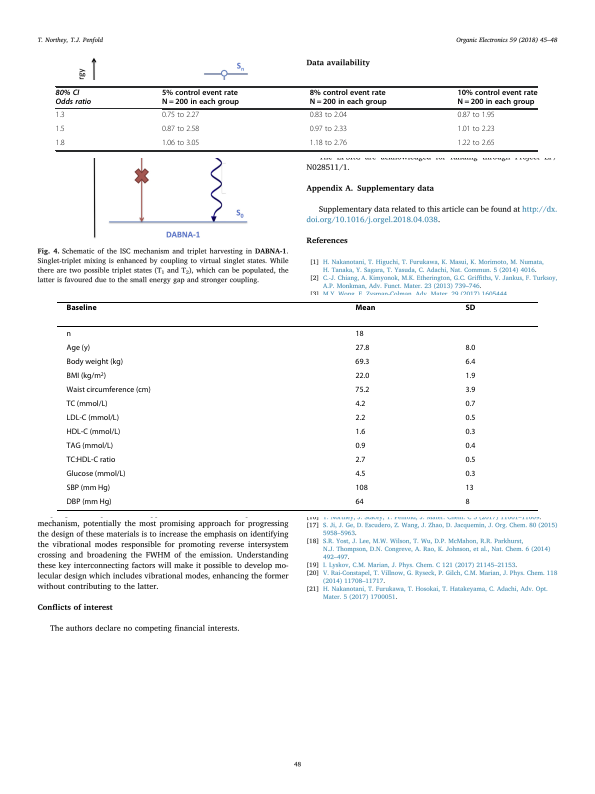 T. Northey, T.J. Penfold
Organic Electronics 59 (2018) 45–48
rgy
Sn
Data availability
80% CI
Odds ratio
5% control event rate
N = 200 in each group
8% control event rate
N = 200 in each group
10% control event rate
N = 200 in each group
1.3 0.75 to 2.27 0.83 to 2.04 0.87 to 1.95
1.5 0.87 to 2.58 0.97 to 2.33 1.01 to 2.23
1.8 1.06 to 3.05 1.18 to 2.76 1.22 to 2.65
S0
DABNA-1
Fig. 4. Schematic of the ISC mechanism and triplet harvesting in DABNA-1.
Singlet-triplet mixing is enhanced by coupling to virtual singlet states. While
there are two possible triplet states (T1 and T2), which can be populated, the
latter is favoured due to the small energy gap and stronger coupling.
N028511/1.
Appendix A. Supplementary data
Supplementary data related to this article can be found at http://dx.
doi.org/10.1016/j.orgel.2018.04.038.
References
[1] H. Nakanotani, T. Higuchi, T. Furukawa, K. Masui, K. Morimoto, M. Numata,
H. Tanaka, Y. Sagara, T. Yasuda, C. Adachi, Nat. Commun. 5 (2014) 4016.
[2] C.-J. Chiang, A. Kimyonok, M.K. Etherington, G.C. Griffiths, V. Jankus, F. Turksoy,
A.P. Monkman, Adv. Funct. Mater. 23 (2013) 739–746.
[3] M.Y. Wong, E. Zysman-Colman, Adv. Mater. 29 (2017) 1605444.
Baseline Mean SD
n 18
Age (y) 27.8 8.0
Body weight (kg) 69.3 6.4
BMI (kg/m²) 22.0 1.9
Waist circumference (cm) 75.2 3.9
TC (mmol/L) 4.2 0.7
LDL-C (mmol/L) 2.2 0.5
HDL-C (mmol/L) 1.6 0.3
TAG (mmol/L) 0.9 0.4
TC:HDL-C ratio 2.7 0.5
Glucose (mmol/L) 4.5 0.3
SBP (mm Hg) 108 13
DBP (mm Hg) 64 8
mechanism, potentially the most promising approach for progressing
the design of these materials is to increase the emphasis on identifying
the vibrational modes responsible for promoting reverse intersystem
crossing and broadening the FWHM of the emission. Understanding
these key interconnecting factors will make it possible to develop mo-
lecular design which includes vibrational modes, enhancing the former
without contributing to the latter.
Conflicts of interest
The authors declare no competing financial interests.
[17] S. Ji, J. Ge, D. Escudero, Z. Wang, J. Zhao, D. Jacquemin, J. Org. Chem. 80 (2015)
5958–5963.
[18] S.R. Yost, J. Lee, M.W. Wilson, T. Wu, D.P. McMahon, R.R. Parkhurst,
N.J. Thompson, D.N. Congreve, A. Rao, K. Johnson, et al., Nat. Chem. 6 (2014)
492–497.
[19] I. Lyskov, C.M. Marian, J. Phys. Chem. C 121 (2017) 21145–21153.
[20] V. Rai-Constapel, T. Villnow, G. Ryseck, P. Gilch, C.M. Marian, J. Phys. Chem. 118
(2014) 11708–11717.
[21] H. Nakanotani, T. Furukawa, T. Hosokai, T. Hatakeyama, C. Adachi, Adv. Opt.
Mater. 5 (2017) 1700051.
48